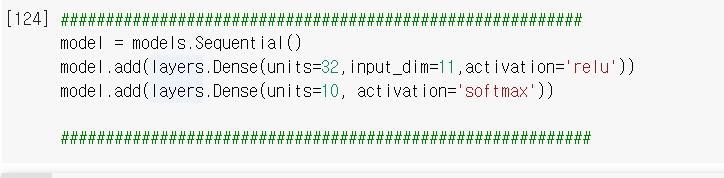 [124] ##########################################################
model = models.Sequential()
model.add(layers.Dense(units=32,input_dim=11,activation='relu'))
model.add(layers.Dense(units=10, activation='softmax'))
###########################################################